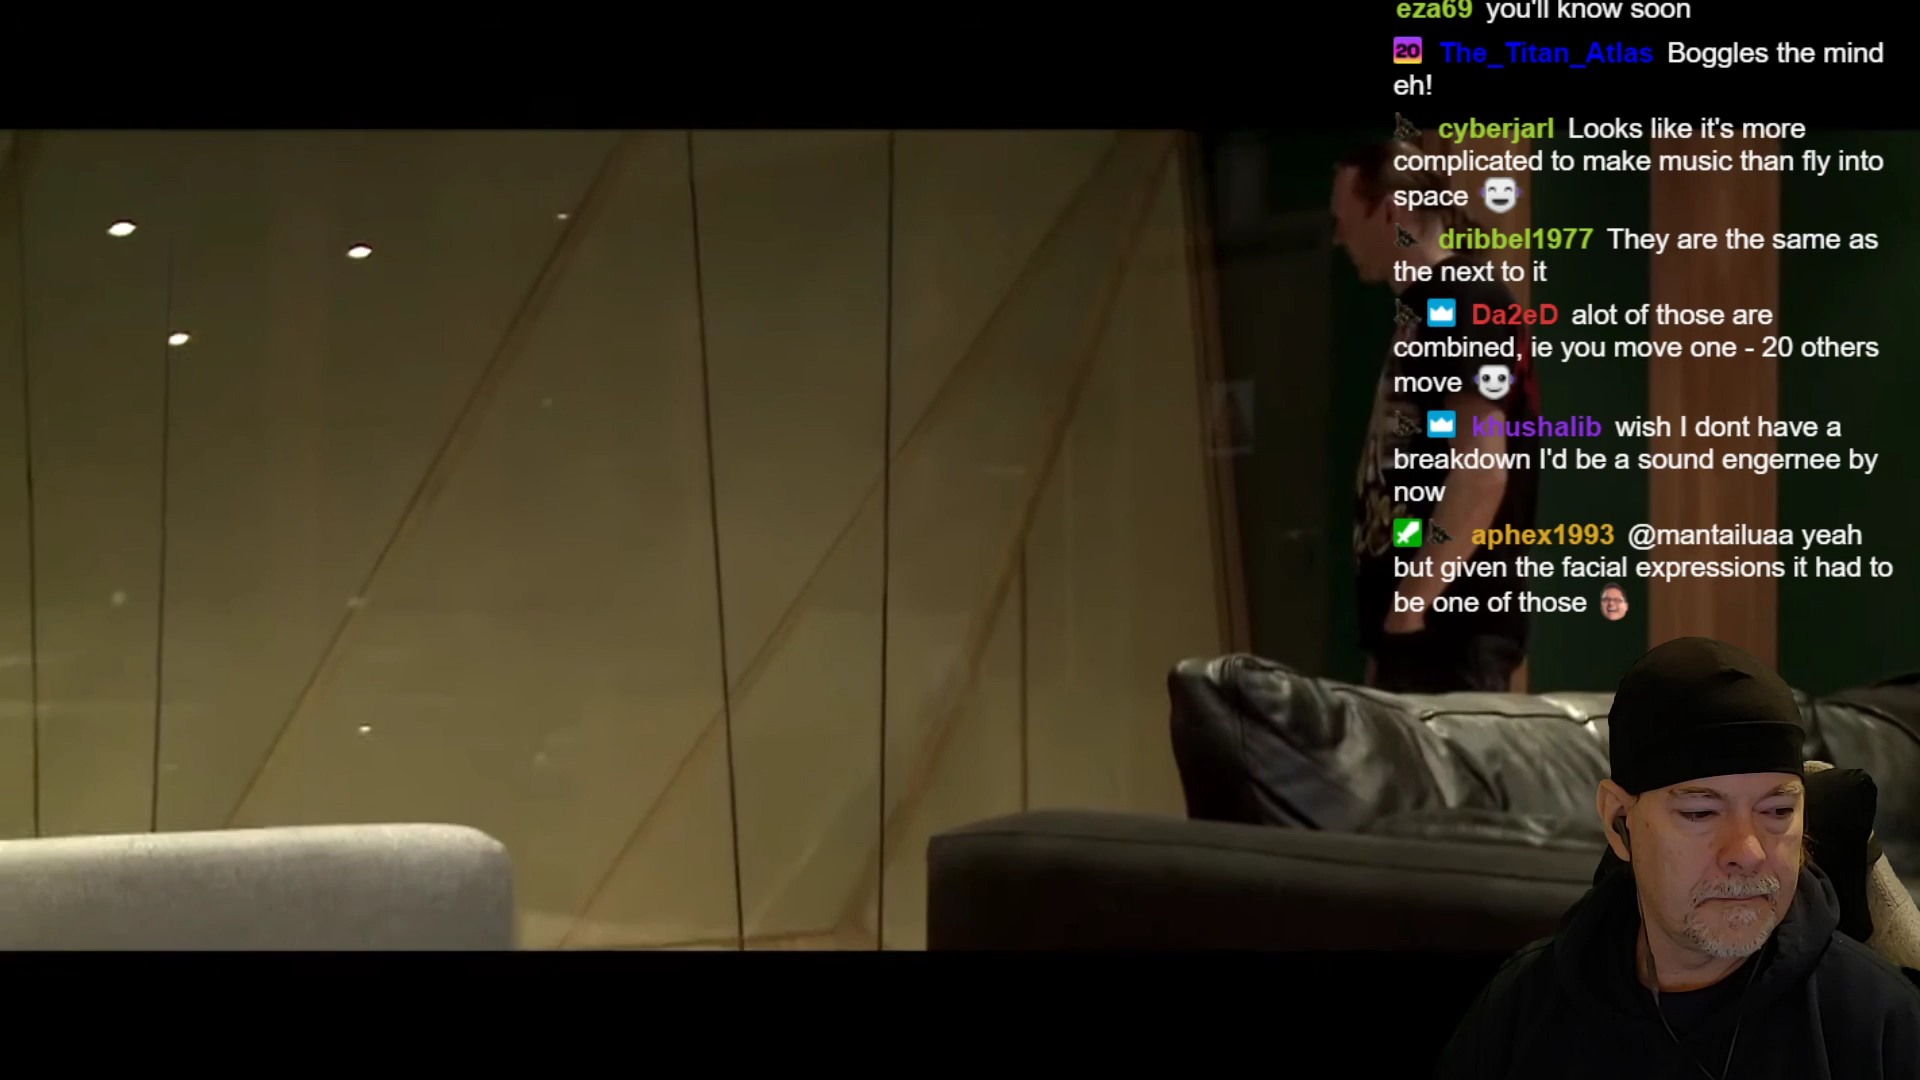 eza69 you'll know soon
20 The_Titan_Atlas Boggles the mind
eh!
cyberjarl Looks like it's more
complicated to make music than fly into
space
dribbel1977 They are the same as
the next to it
Da2eD alot of those are
combined, ie you move one - 20 others
move
khushalib wish I dont have a
breakdown I'd be a sound engernee by
now
aphex1993 @mantailuaa yeah
but given the facial expressions it had to
be one of those